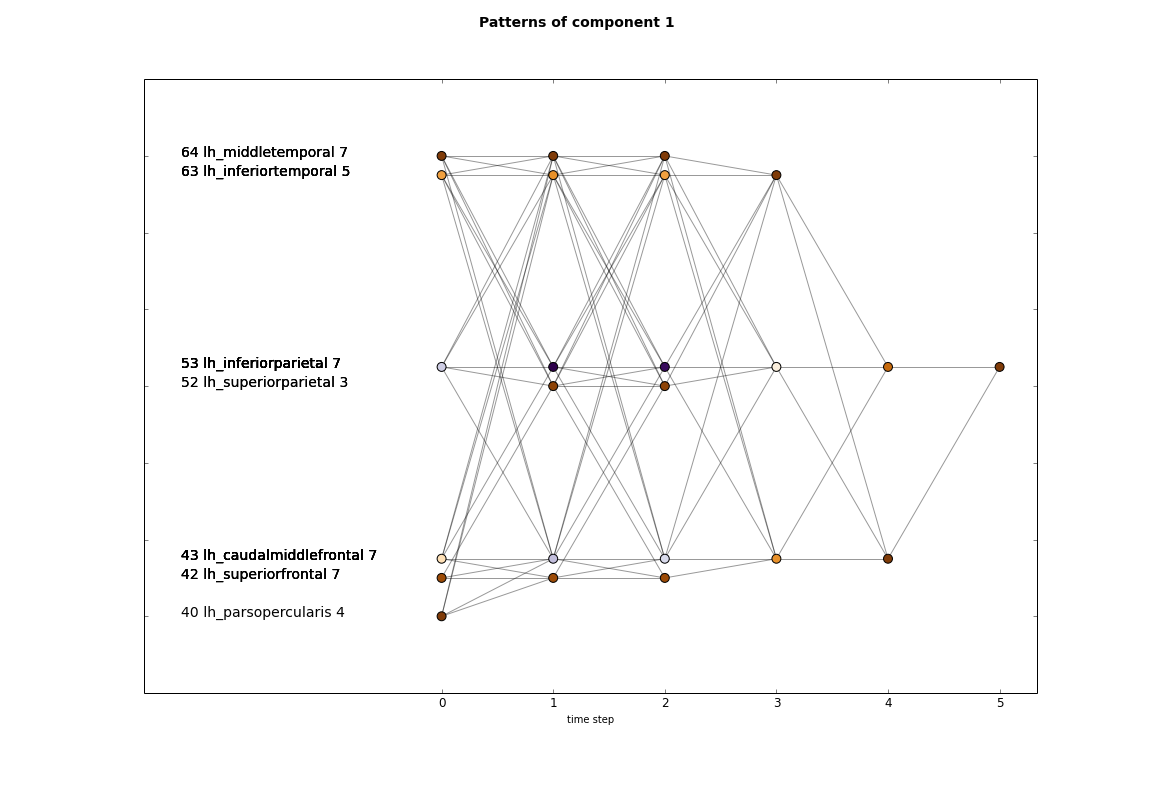 Patterns of component 1
64 lh_middletemporal 7
63 lh_inferiortemporal 5
53 lh_inferiorparietal 7
52 lh_superiorparietal 3
43 lh_caudalmiddlefrontal 7
42 lh_superiorfrontal 7
40 lh_parsopercularis 4
0 1 2 3 4 5
time step